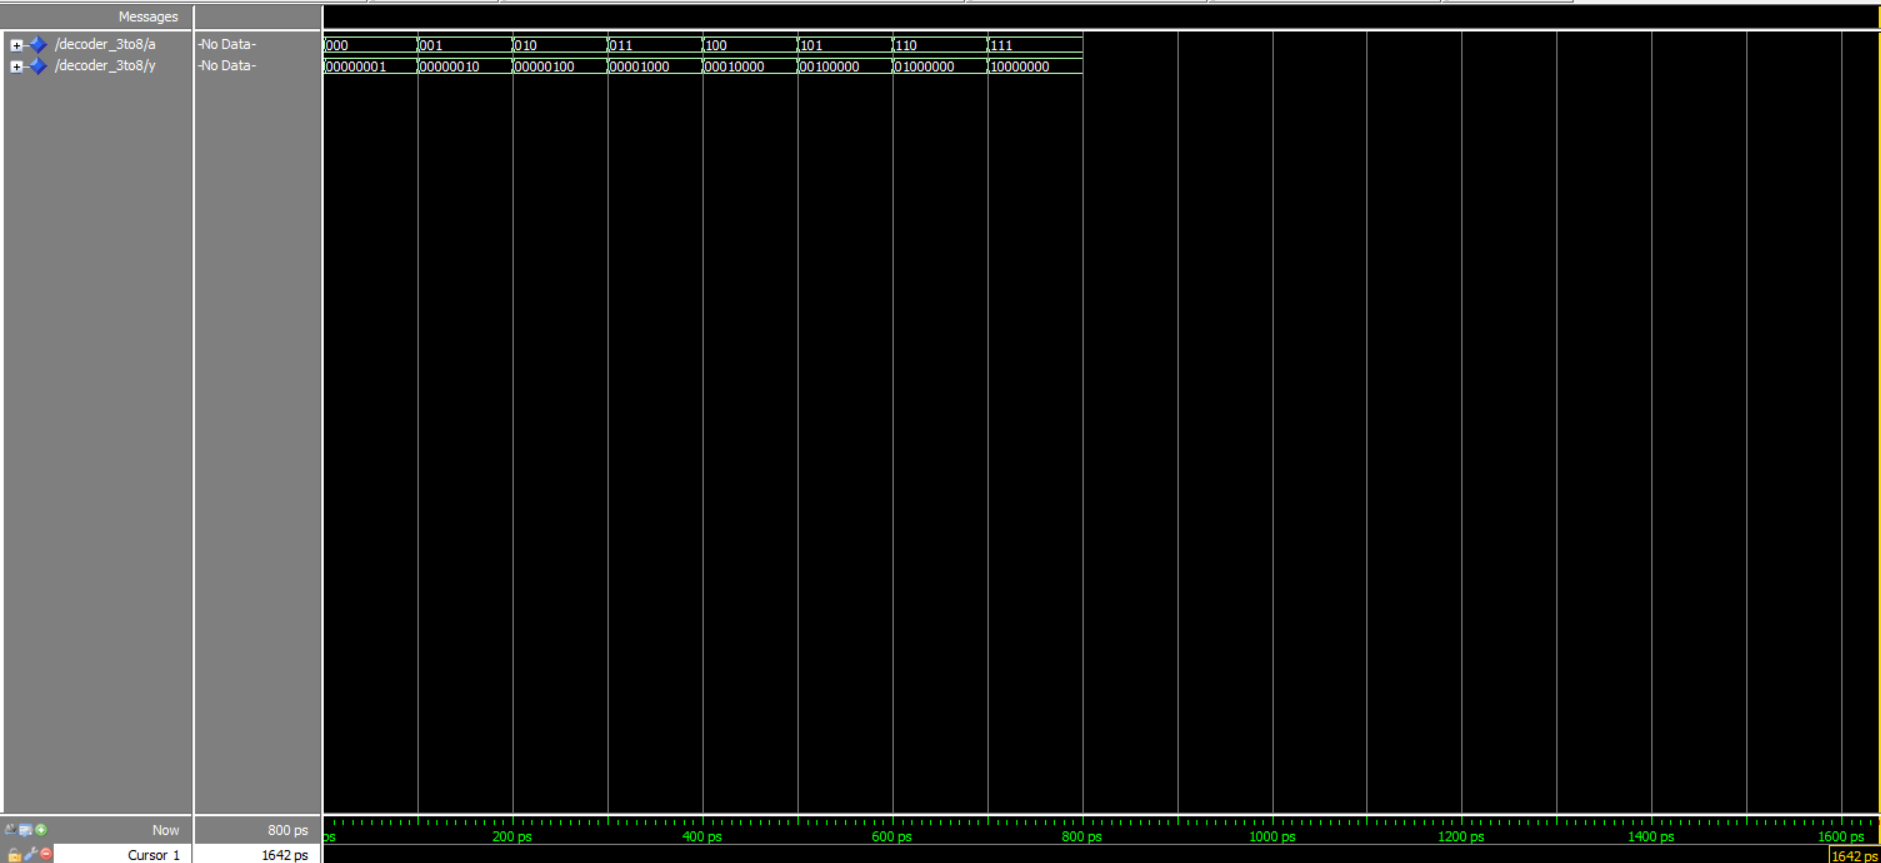 Messages
/decoder_3to8/a -No Data- 000 001 010 011 100 101 110 111
/decoder_3to8/y -No Data- 00000001 00000010 00000100 00001000 00010000 00100000 01000000 10000000
Now 800 ps ps 200 ps 400 ps 600 ps 800 ps 1000 ps 1200 ps 1400 ps 1600 ps
Cursor 1 1642 ps 1642 ps